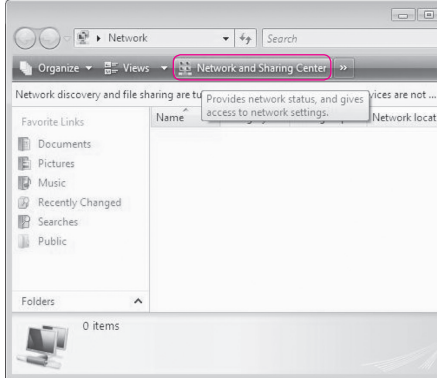 Network
Search
Organize Views Network and Sharing Center »
Network discovery and file sharing are tu
vices are not ...
Provides network status, and gives
access to network settings.
Favorite Links
Name
Network locat
Documents
Pictures
Music
Recently Changed
Searches
Public
Folders
0 items